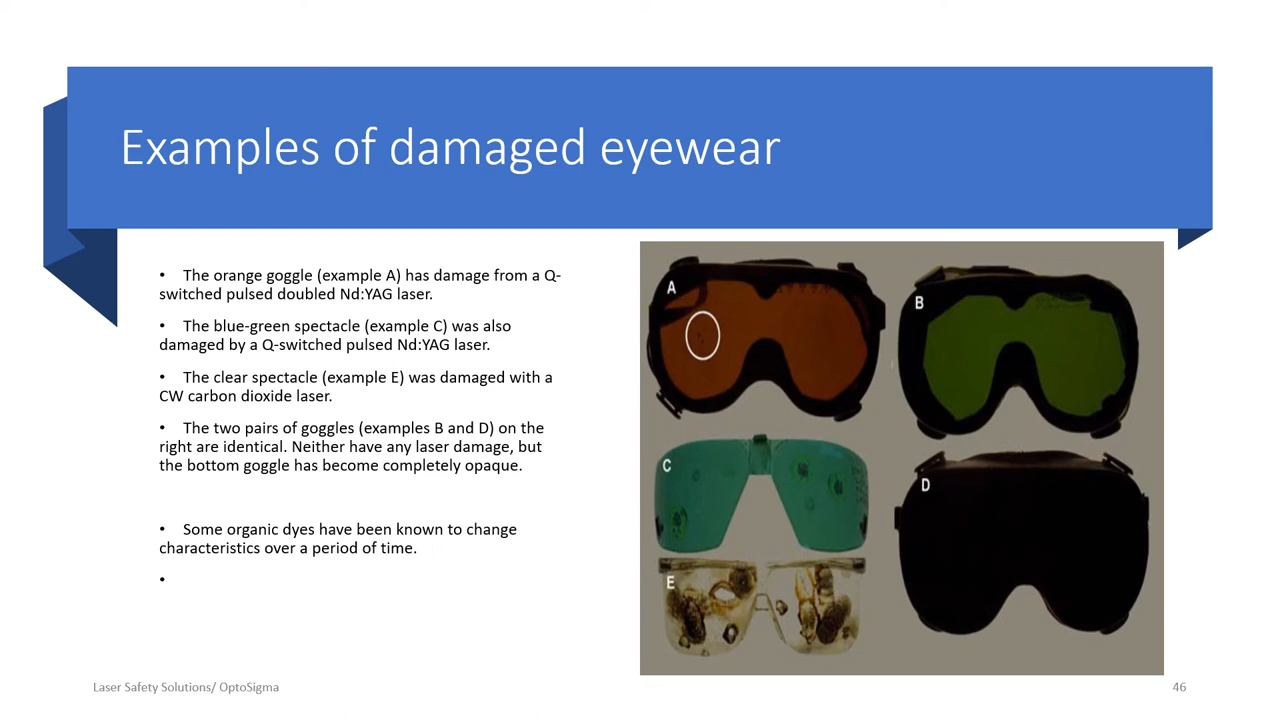 Examples of damaged eyewear
• The orange goggle (example A) has damage from a Q-
switched pulsed doubled Nd:YAG laser.
• The blue-green spectacle (example C) was also
damaged by a Q-switched pulsed Nd:YAG laser.
• The clear spectacle (example E) was damaged with a
CW carbon dioxide laser.
• The two pairs of goggles (examples B and D) on the
right are identical. Neither have any laser damage, but
the bottom goggle has become completely opaque.
• Some organic dyes have been known to change
characteristics over a period of time.
•
A
B
C
D
E
Laser Safety Solutions/ OptoSigma
46